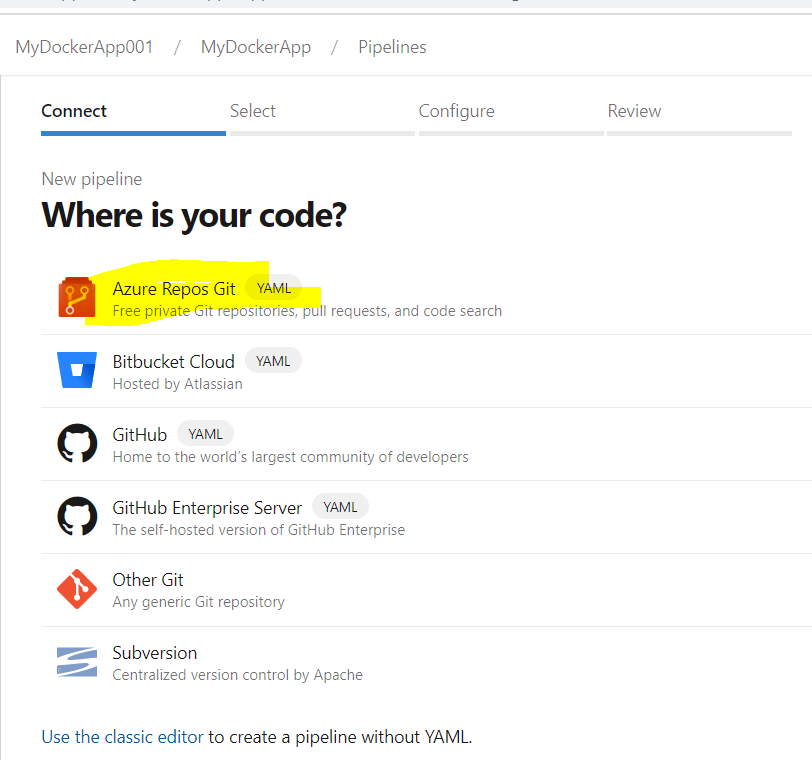 MyDockerApp001 / MyDockerApp / Pipelines
Connect Select Configure Review
New pipeline
Where is your code?
Azure Repos Git YAML
Free private Git repositories, pull requests, and code search
Bitbucket Cloud YAML
Hosted by Atlassian
GitHub YAML
Home to the world's largest community of developers
GitHub Enterprise Server YAML
The self-hosted version of GitHub Enterprise
Other Git
Any generic Git repository
Subversion
Centralized version control by Apache
Use the classic editor to create a pipeline without YAML.